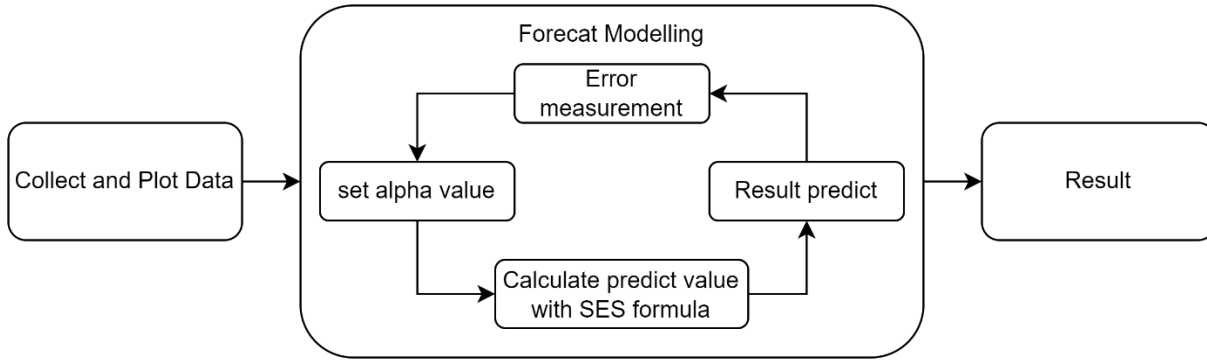 Forecat Modelling
Error
measurement
Collect and Plot Data
set alpha value
Result predict
Result
Calculate predict value
with SES formula